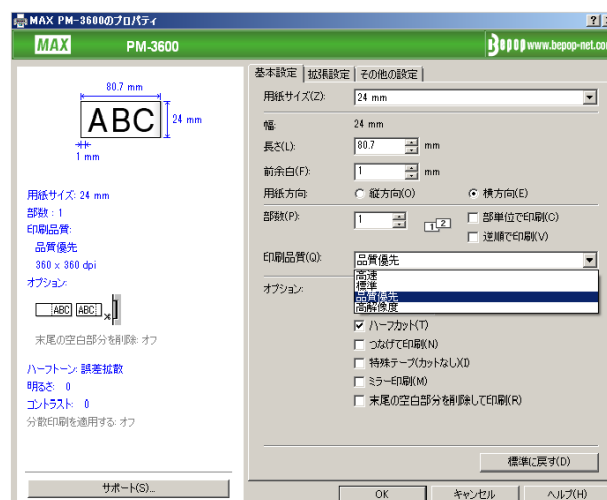 MAX PM-3600のプロパティ
MAX PM-3600
Bepop www.bepop-net.com
80.7 mm
ABC
24 mm
1 mm
用紙サイズ: 24 mm
部数 : 1
印刷品質:
品質優先
360 x 360 dpi
オプション:
ABC ABC
末尾の空白部分を削除: オフ
ハーフトーン: 誤差拡散
明るさ: 0
コントラスト: 0
分散印刷を適用する: オフ
サポート(S)...
基本設定 拡張設定 その他の設定
用紙サイズ(Z): 24 mm
幅: 24 mm
長さ(L): 80.7 mm
前余白(F): 1 mm
用紙方向: 縦方向(O) 横方向(E)
部数(P): 1 1 2 部単位で印刷(C)
逆順で印刷(V)
印刷品質(Q): 品質優先
高速
標準
品質優先
高解像度
オプション:
ハーフカット(T)
つなげて印刷(N)
特殊テープ(カットなし)(I)
ミラー印刷(M)
末尾の空白部分を削除して印刷(R)
標準に戻す(D)
OK キャンセル ヘルプ(H)